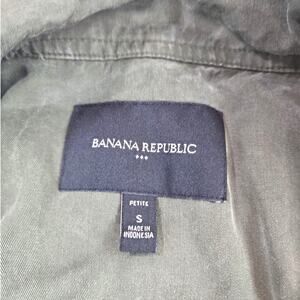 BANANA REPUBLIC
PETITE
S
MADE IN
INDONESIA